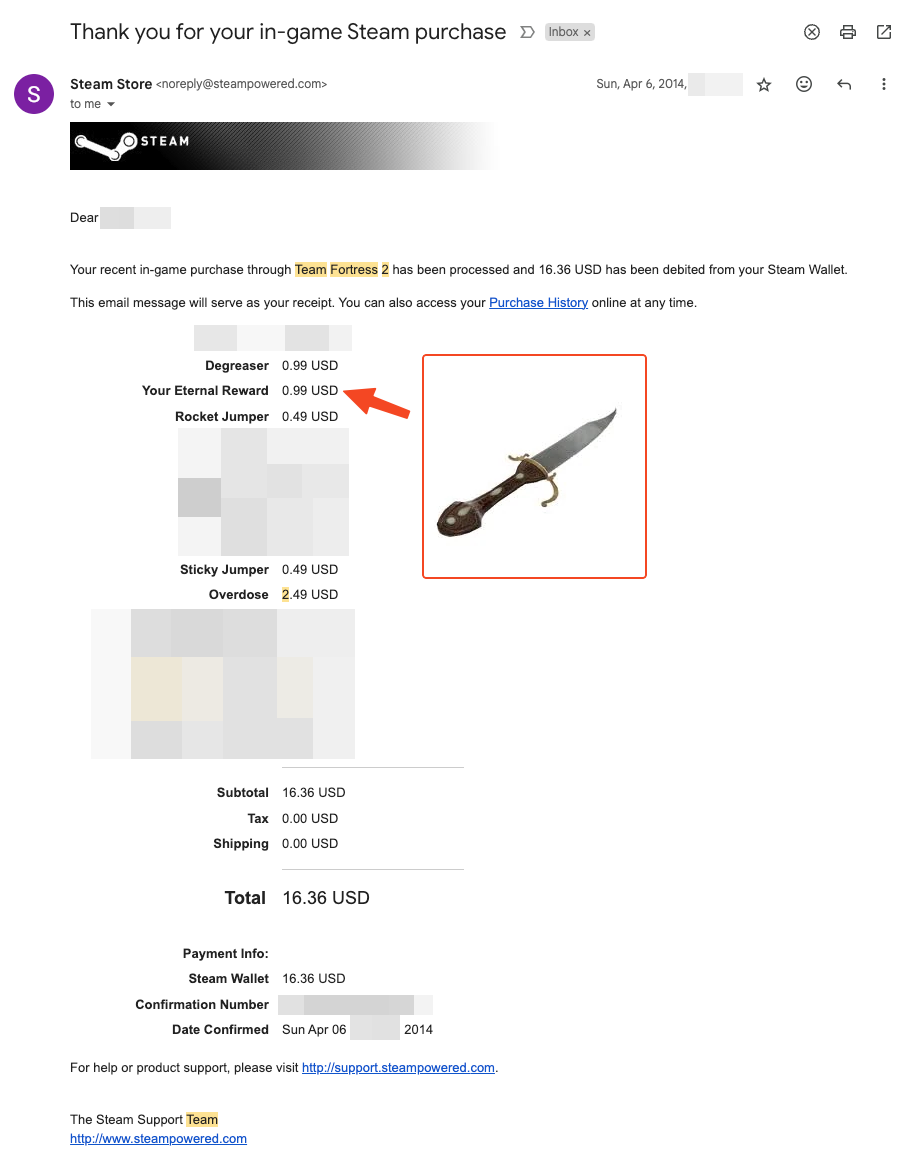 Thank you for your in-game Steam purchase
Inbox ×
S
Steam Store <noreply@steampowered.com>
Sun, Apr 6, 2014,
to me
STEAM
Dear
Your recent in-game purchase through Team Fortress 2 has been processed and 16.36 USD has been debited from your Steam Wallet.
This email message will serve as your receipt. You can also access your Purchase History online at any time.
Degreaser 0.99 USD
Your Eternal Reward 0.99 USD
Rocket Jumper 0.49 USD
Sticky Jumper 0.49 USD
Overdose 2.49 USD
Subtotal 16.36 USD
Tax 0.00 USD
Shipping 0.00 USD
Total 16.36 USD
Payment Info:
Steam Wallet 16.36 USD
Confirmation Number
Date Confirmed Sun Apr 06 2014
For help or product support, please visit http://support.steampowered.com.
The Steam Support Team
http://www.steampowered.com